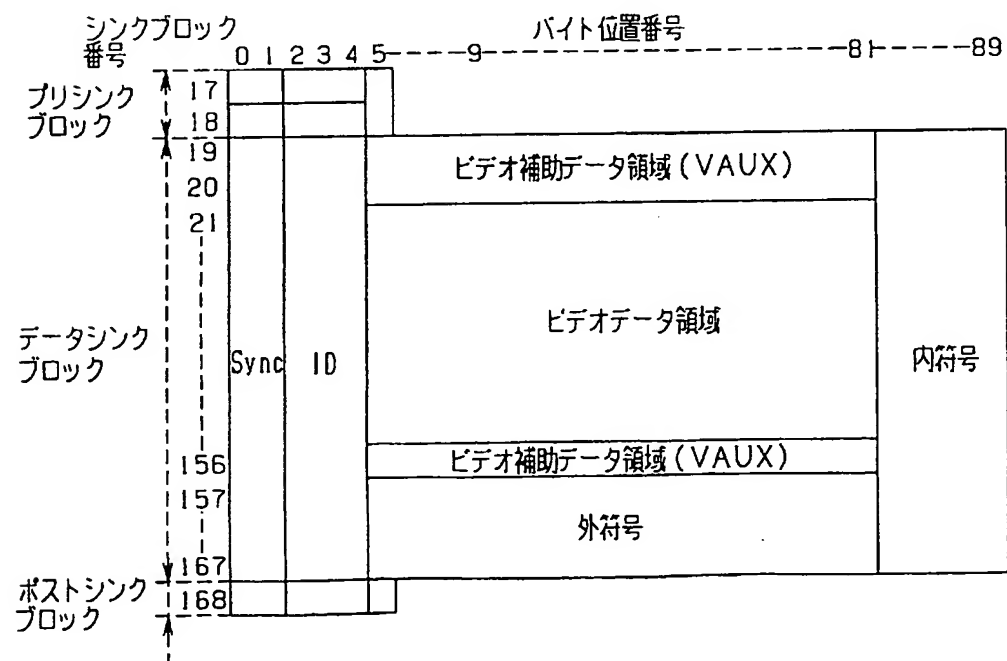 シンクブロック
番号
バイト位置番号
0 1 2 3 4 5-----9-----------------81-----89
プリシンク
ブロック
17
18
19
20
21
ビデオ補助データ領域(VAUX)
データシンク
ブロック
Sync
ID
ビデオデータ領域
内符号
156
ビデオ補助データ領域(VAUX)
157
外符号
167
ポストシンク
ブロック
168